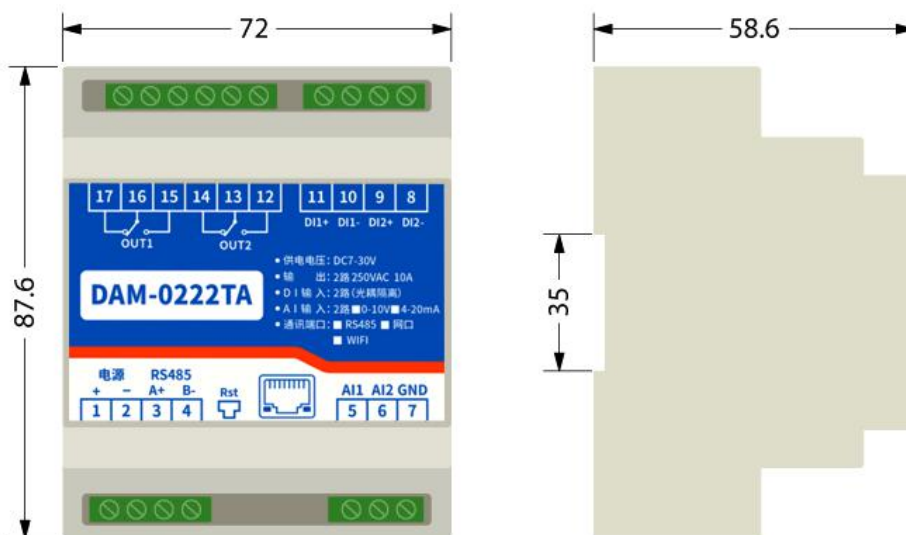 72
58.6
87.6
35
17 16 15 14 13 12 11 10 9 8
DI1+ DI1- DI2+ DI2-
OUT1 OUT2
DAM-0222TA
• 供电电压: DC7-30V
• 输 出: 2路 250VAC 10A
• D I 输 入: 2路(光耦隔离)
• A I 输 入: 2路■0-10V■4-20mA
• 通讯端口: ■ RS485 ■ 网口
■ WIFI
电源 RS485
+ − A+ B- Rst AI1 AI2 GND
1 2 3 4 5 6 7